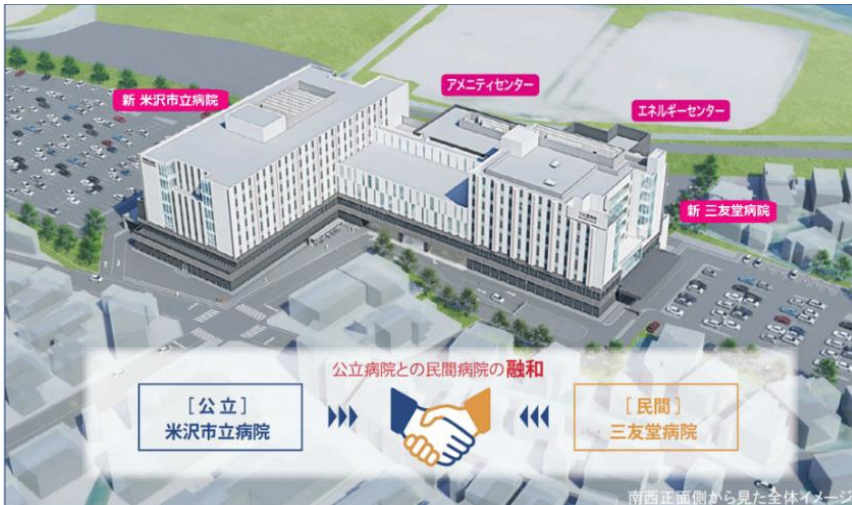 アメニティセンター
新 米沢市立病院
エネルギーセンター
新 三友堂病院
公立病院との民間病院の融和
［公立］
米沢市立病院
［民間］
三友堂病院
南西正面側から見た全体イメージ